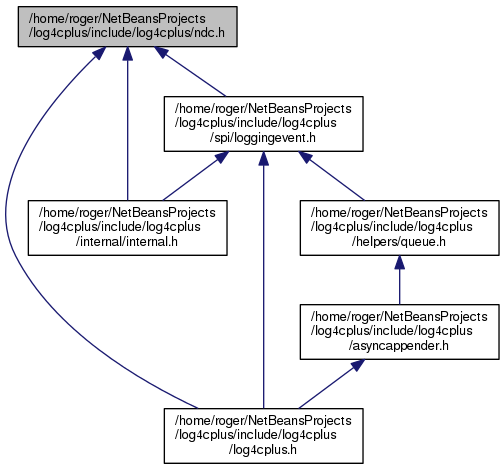 /home/roger/NetBeansProjects
/log4cplus/include/log4cplus/ndc.h
/home/roger/NetBeansProjects
/log4cplus/include/log4cplus
/spi/loggingevent.h
/home/roger/NetBeansProjects
/log4cplus/include/log4cplus
/internal/internal.h
/home/roger/NetBeansProjects
/log4cplus/include/log4cplus
/helpers/queue.h
/home/roger/NetBeansProjects
/log4cplus/include/log4cplus
/asyncappender.h
/home/roger/NetBeansProjects
/log4cplus/include/log4cplus
/log4cplus.h